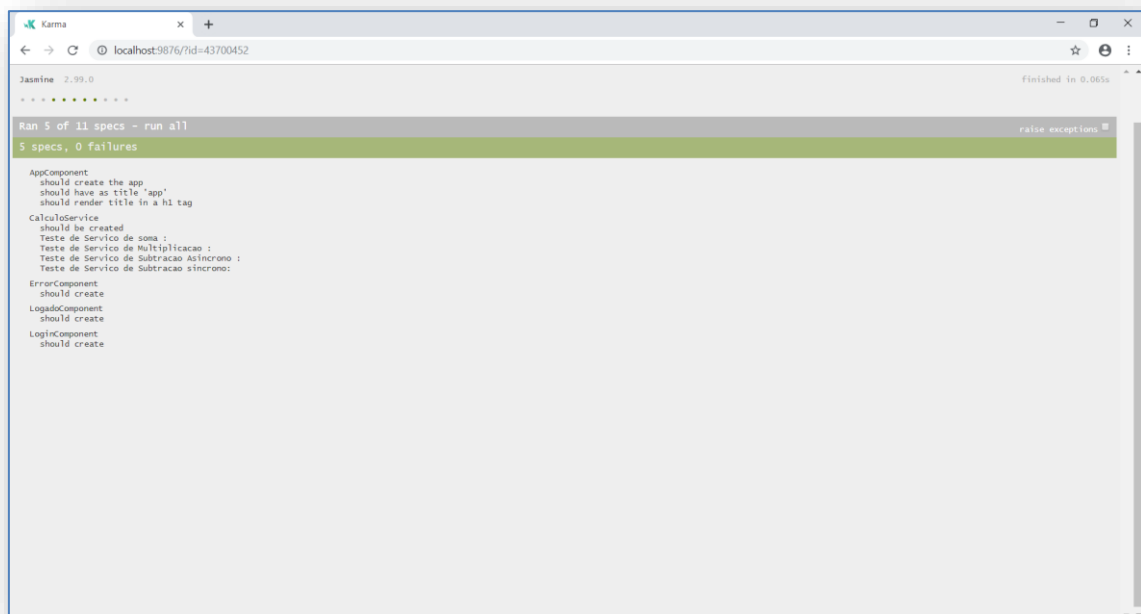 Karma
localhost:9876/?id=43700452
Jasmine 2.99.0
finished in 0.065s
Ran 5 of 11 specs - run all
raise exceptions
5 specs, 0 failures
AppComponent
should create the app
should have as title 'app'
should render title in a h1 tag
CalculoService
should be created
Teste de Servico de soma :
Teste de Servico de Multiplicacao :
Teste de Servico de Subtracao Asincrono :
Teste de Servico de Subtracao sincrono:
ErrorComponent
should create
LogadoComponent
should create
LoginComponent
should create